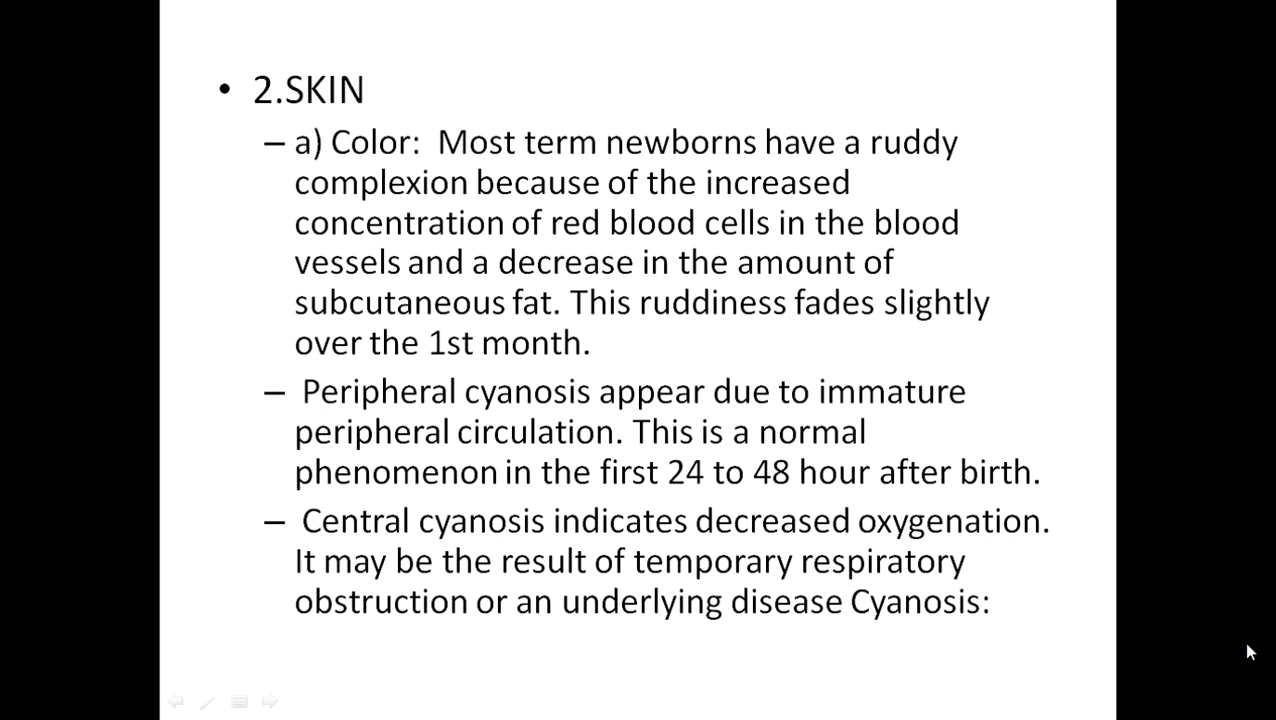 • 2.SKIN
– a) Color: Most term newborns have a ruddy
complexion because of the increased
concentration of red blood cells in the blood
vessels and a decrease in the amount of
subcutaneous fat. This ruddiness fades slightly
over the 1st month.
– Peripheral cyanosis appear due to immature
peripheral circulation. This is a normal
phenomenon in the first 24 to 48 hour after birth.
– Central cyanosis indicates decreased oxygenation.
It may be the result of temporary respiratory
obstruction or an underlying disease Cyanosis: